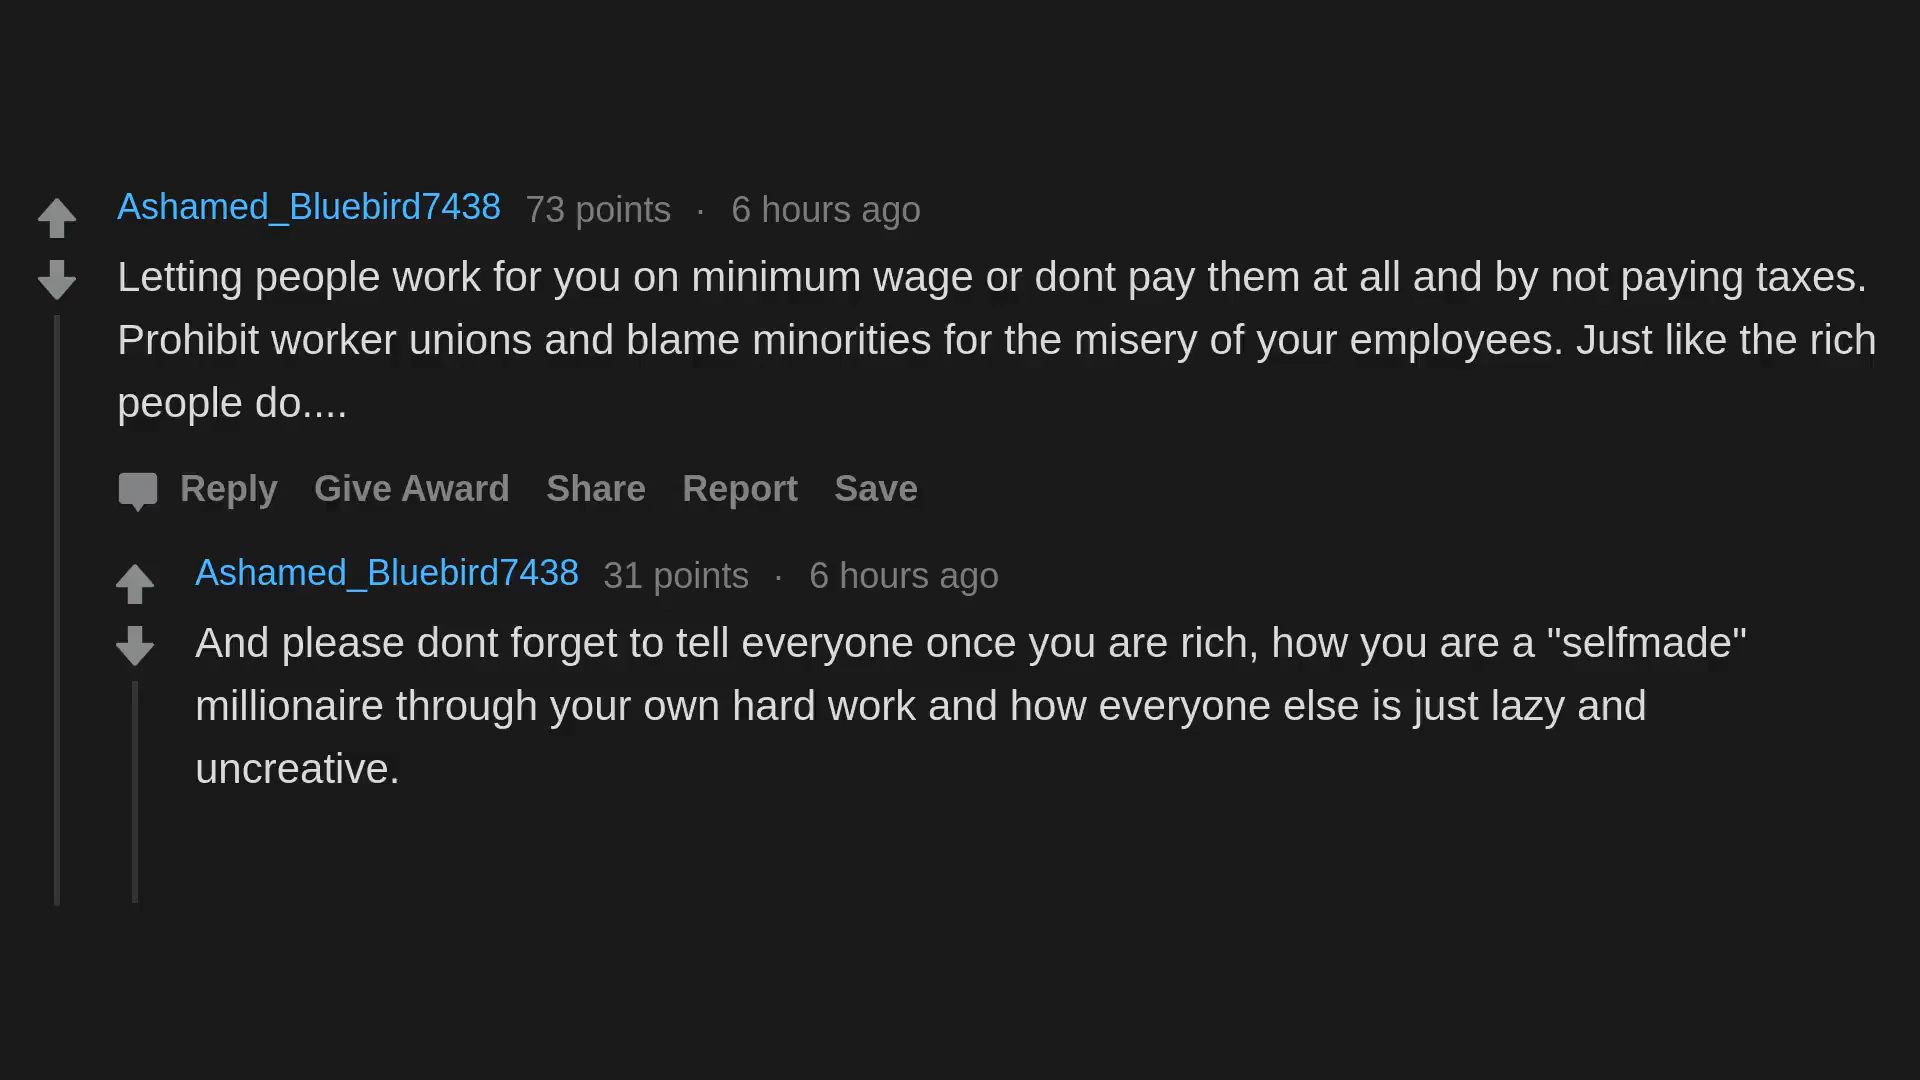 Ashamed_Bluebird7438 73 points · 6 hours ago
Letting people work for you on minimum wage or dont pay them at all and by not paying taxes.
Prohibit worker unions and blame minorities for the misery of your employees. Just like the rich
people do....
Reply Give Award Share Report Save
Ashamed_Bluebird7438 31 points · 6 hours ago
And please dont forget to tell everyone once you are rich, how you are a "selfmade"
millionaire through your own hard work and how everyone else is just lazy and
uncreative.